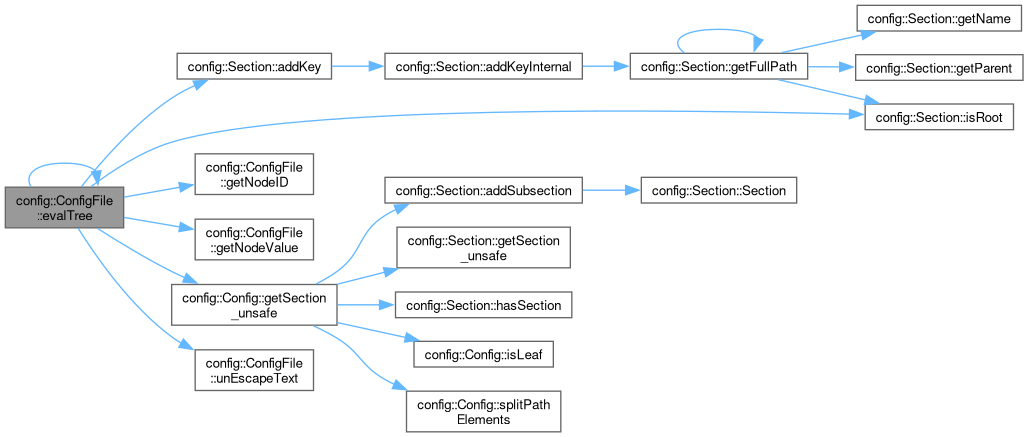 config::ConfigFile
::evalTree
config::Section::addKey
config::Section::addKeyInternal
config::Section::getFullPath
config::Section::getName
config::Section::getParent
config::Section::isRoot
config::ConfigFile
::getNodeID
config::ConfigFile
::getNodeValue
config::Config::getSection
_unsafe
config::Section::addSubsection
config::Section::Section
config::Section::getSection
_unsafe
config::Section::hasSection
config::Config::isLeaf
config::Config::splitPath
Elements
config::ConfigFile
::unEscapeText